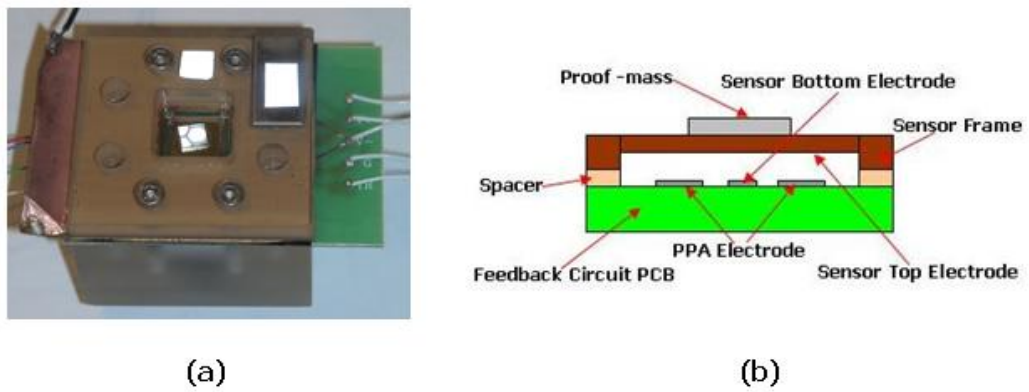 Proof -mass
Sensor Bottom Electrode
Sensor Frame
Spacer
PPA Electrode
Feedback Circuit PCB
Sensor Top Electrode
(a)
(b)